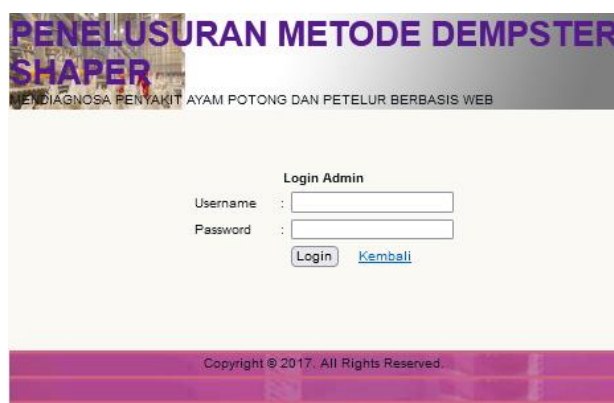 PENELUSURAN METODE DEMPSTER
SHAPER
MENDIAGNOSA PENYAKIT AYAM POTONG DAN PETELUR BERBASIS WEB
Login Admin
Username :
Password :
Login Kembali
Copyright © 2017. All Rights Reserved.